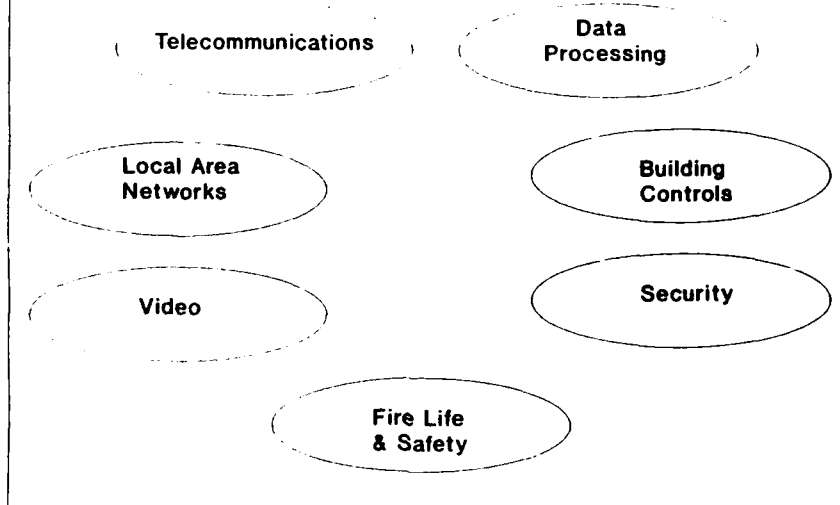 Telecommunications
Data
Processing
Local Area
Networks
Building
Controls
Video
Security
Fire Life
& Safety